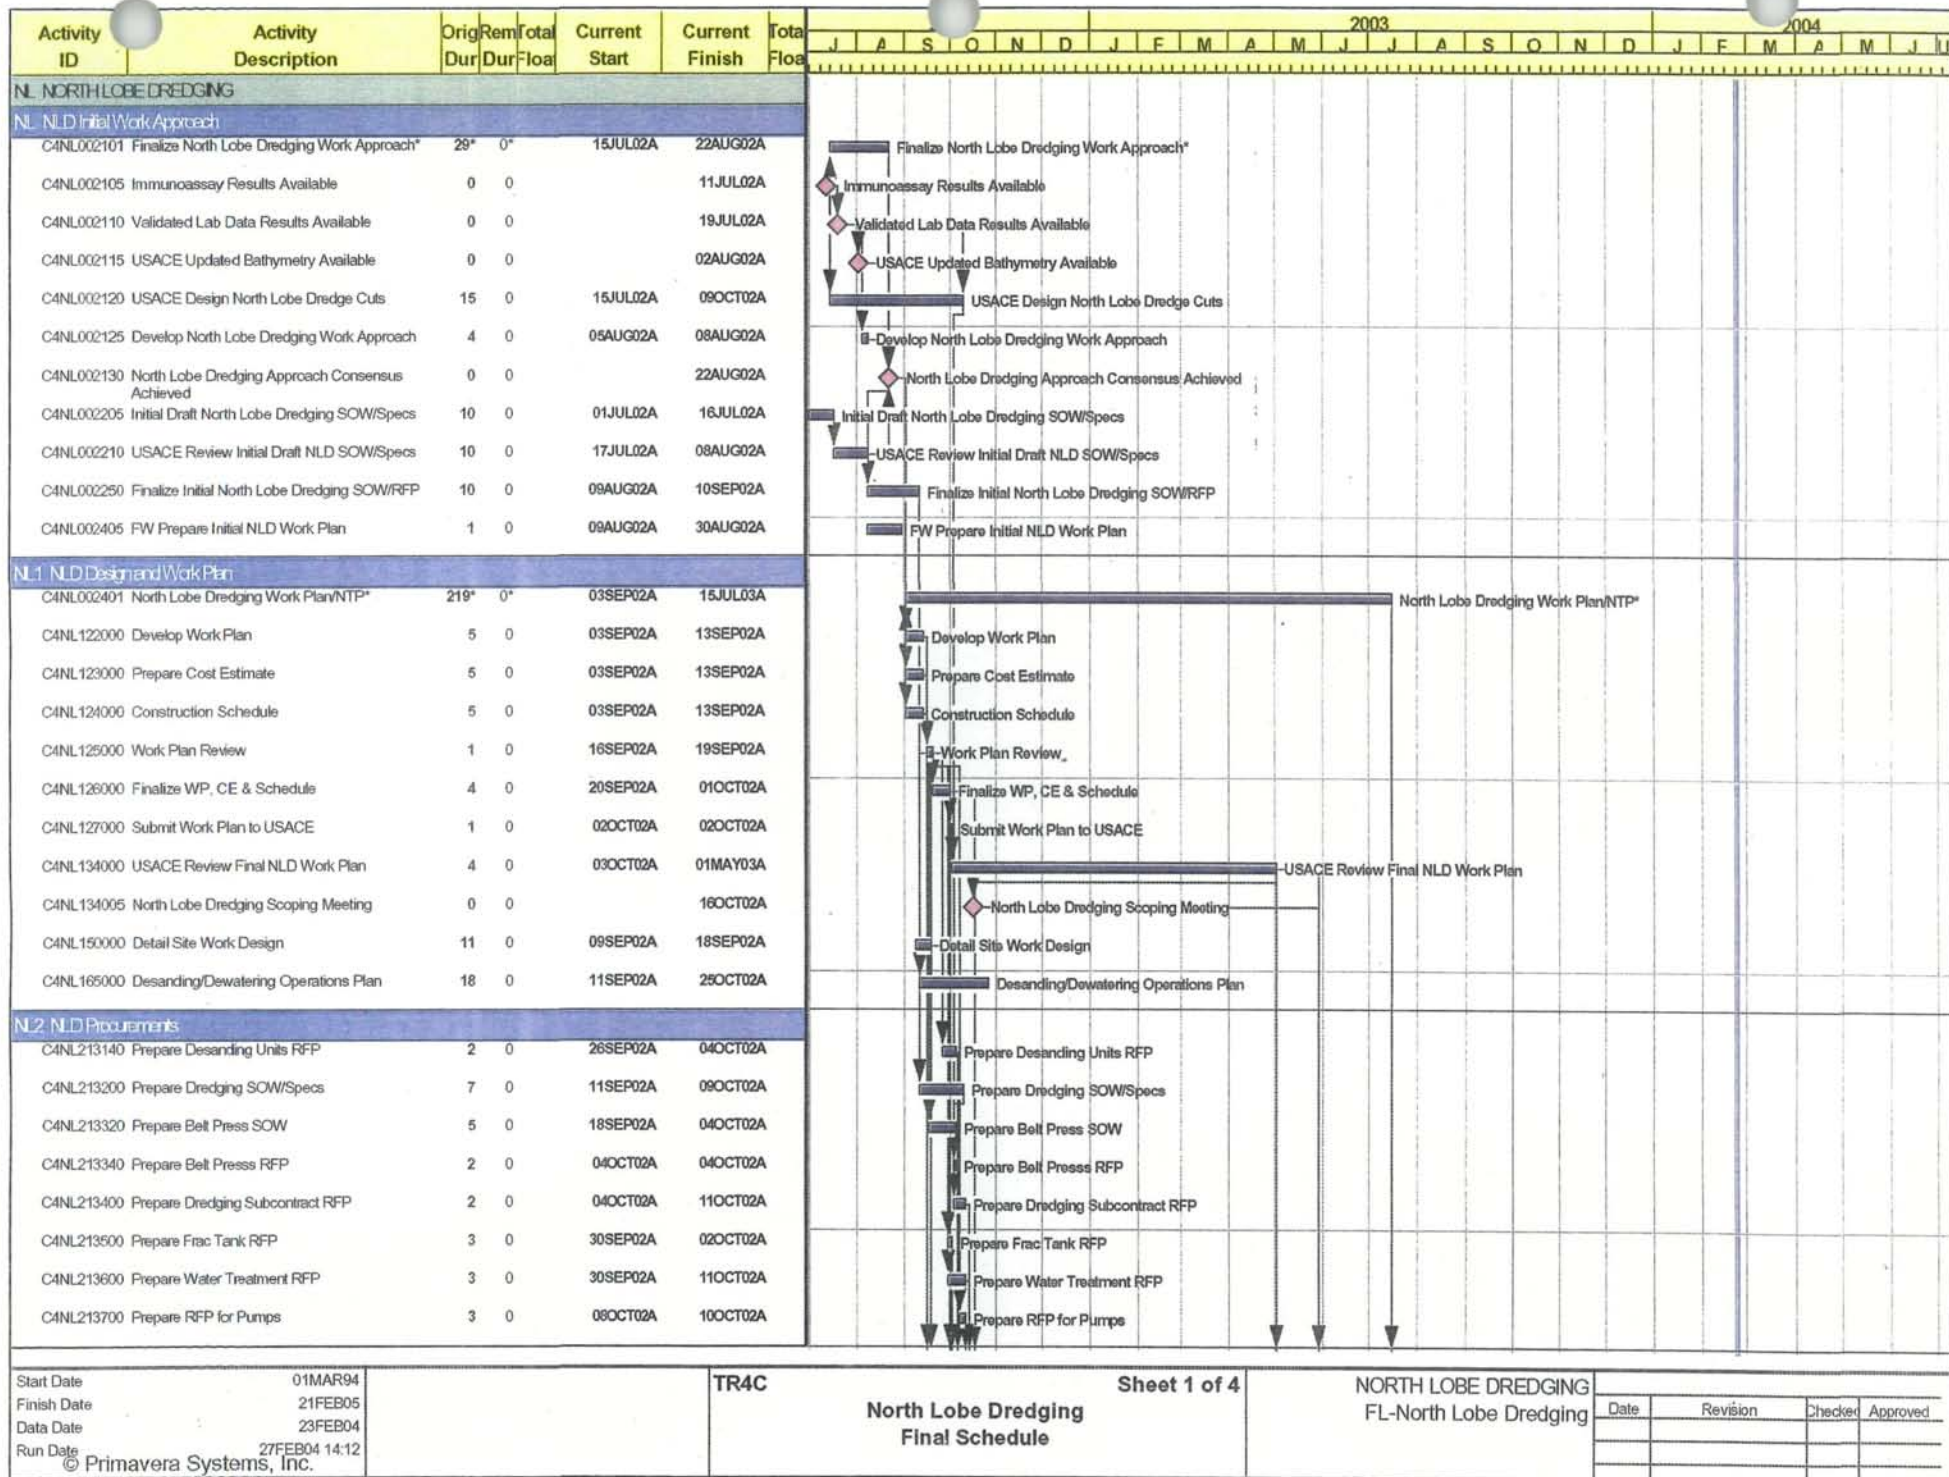 Activity Activity Orig Rem Total Current Current Tota
ID Description Dur Dur Floa Start Finish Floa
2003 2004
J A S O N D J F M A M J J A S O N D J F M A M J
NL NORTH LOBE DREDGING
NL NLD Initial Work Approach
C4NL002101 Finalize North Lobe Dredging Work Approach* 29* 0* 15JUL02A 22AUG02A Finalize North Lobe Dredging Work Approach*
C4NL002105 Immunoassay Results Available 0 0 11JUL02A Immunoassay Results Available
C4NL002110 Validated Lab Data Results Available 0 0 19JUL02A Validated Lab Data Results Available
C4NL002115 USACE Updated Bathymetry Available 0 0 02AUG02A USACE Updated Bathymetry Available
C4NL002120 USACE Design North Lobe Dredge Cuts 15 0 15JUL02A 09OCT02A USACE Design North Lobe Dredge Cuts
C4NL002125 Develop North Lobe Dredging Work Approach 4 0 05AUG02A 08AUG02A Develop North Lobe Dredging Work Approach
C4NL002130 North Lobe Dredging Approach Consensus 0 0 22AUG02A North Lobe Dredging Approach Consensus Achieved
Achieved
C4NL002205 Initial Draft North Lobe Dredging SOW/Specs 10 0 01JUL02A 16JUL02A Initial Draft North Lobe Dredging SOW/Specs
C4NL002210 USACE Review Initial Draft NLD SOW/Specs 10 0 17JUL02A 08AUG02A USACE Review Initial Draft NLD SOW/Specs
C4NL002250 Finalize Initial North Lobe Dredging SOW/RFP 10 0 09AUG02A 10SEP02A Finalize Initial North Lobe Dredging SOW/RFP
C4NL002405 FW Prepare Initial NLD Work Plan 1 0 09AUG02A 30AUG02A FW Prepare Initial NLD Work Plan
NL1 NLD Design and Work Plan
C4NL002401 North Lobe Dredging Work Plan/NTP* 219* 0* 03SEP02A 15JUL03A North Lobe Dredging Work Plan/NTP*
C4NL122000 Develop Work Plan 5 0 03SEP02A 13SEP02A Develop Work Plan
C4NL123000 Prepare Cost Estimate 5 0 03SEP02A 13SEP02A Prepare Cost Estimate
C4NL124000 Construction Schedule 5 0 03SEP02A 13SEP02A Construction Schedule
C4NL125000 Work Plan Review 1 0 16SEP02A 19SEP02A Work Plan Review
C4NL126000 Finalize WP, CE & Schedule 4 0 20SEP02A 01OCT02A Finalize WP, CE & Schedule
C4NL127000 Submit Work Plan to USACE 1 0 02OCT02A 02OCT02A Submit Work Plan to USACE
C4NL134000 USACE Review Final NLD Work Plan 4 0 03OCT02A 01MAY03A USACE Review Final NLD Work Plan
C4NL134005 North Lobe Dredging Scoping Meeting 0 0 16OCT02A North Lobe Dredging Scoping Meeting
C4NL150000 Detail Site Work Design 11 0 09SEP02A 18SEP02A Detail Site Work Design
C4NL165000 Desanding/Dewatering Operations Plan 18 0 11SEP02A 25OCT02A Desanding/Dewatering Operations Plan
NL2 NLD Procurements
C4NL213140 Prepare Desanding Units RFP 2 0 26SEP02A 04OCT02A Prepare Desanding Units RFP
C4NL213200 Prepare Dredging SOW/Specs 7 0 11SEP02A 09OCT02A Prepare Dredging SOW/Specs
C4NL213320 Prepare Belt Press SOW 5 0 18SEP02A 04OCT02A Prepare Belt Press SOW
C4NL213340 Prepare Belt Presss RFP 2 0 04OCT02A 04OCT02A Prepare Belt Presss RFP
C4NL213400 Prepare Dredging Subcontract RFP 2 0 04OCT02A 11OCT02A Prepare Dredging Subcontract RFP
C4NL213500 Prepare Frac Tank RFP 3 0 30SEP02A 02OCT02A Prepare Frac Tank RFP
C4NL213600 Prepare Water Treatment RFP 3 0 30SEP02A 11OCT02A Prepare Water Treatment RFP
C4NL213700 Prepare RFP for Pumps 3 0 08OCT02A 10OCT02A Prepare RFP for Pumps
Start Date 01MAR94
Finish Date 21FEB05
Data Date 23FEB04
Run Date 27FEB04 14:12
© Primavera Systems, Inc.
TR4C Sheet 1 of 4
North Lobe Dredging
Final Schedule
NORTH LOBE DREDGING
FL-North Lobe Dredging
Date Revision Checked Approved